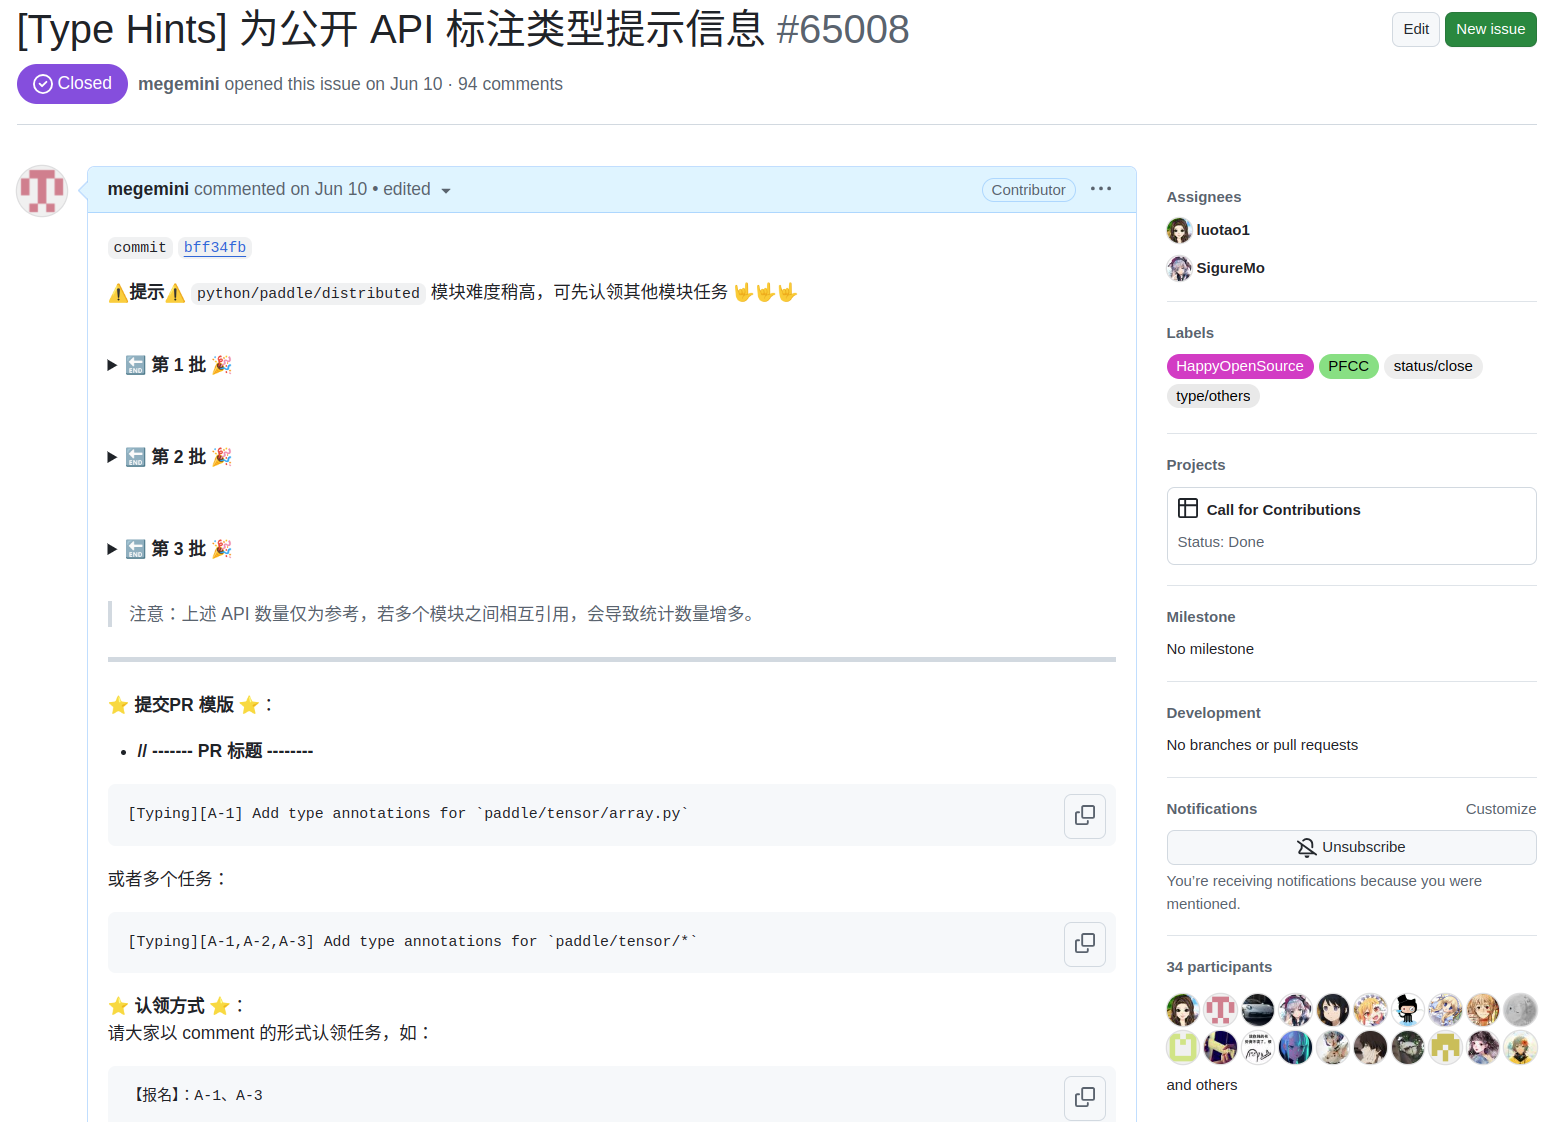 [Type Hints] 为公开 API 标注类型提示信息 #65008
Edit
New issue
Closed
megemini opened this issue on Jun 10 · 94 comments
megemini commented on Jun 10 • edited
Contributor
commit bff34fb
⚠️提示⚠️ python/paddle/distributed 模块难度稍高，可先认领其他模块任务 🤟🤟🤟
🔚 第 1 批 🎉
🔚 第 2 批 🎉
🔚 第 3 批 🎉
注意：上述 API 数量仅为参考，若多个模块之间相互引用，会导致统计数量增多。
⭐ 提交PR 模版 ⭐：
• // ------- PR 标题 --------
[Typing][A-1] Add type annotations for `paddle/tensor/array.py`
或者多个任务：
[Typing][A-1,A-2,A-3] Add type annotations for `paddle/tensor/*`
⭐ 认领方式 ⭐：
请大家以 comment 的形式认领任务，如：
【报名】：A-1、A-3
Assignees
luotao1
SigureMo
Labels
HappyOpenSource PFCC status/close
type/others
Projects
Call for Contributions
Status: Done
Milestone
No milestone
Development
No branches or pull requests
Notifications
Customize
Unsubscribe
You’re receiving notifications because you were
mentioned.
34 participants
and others